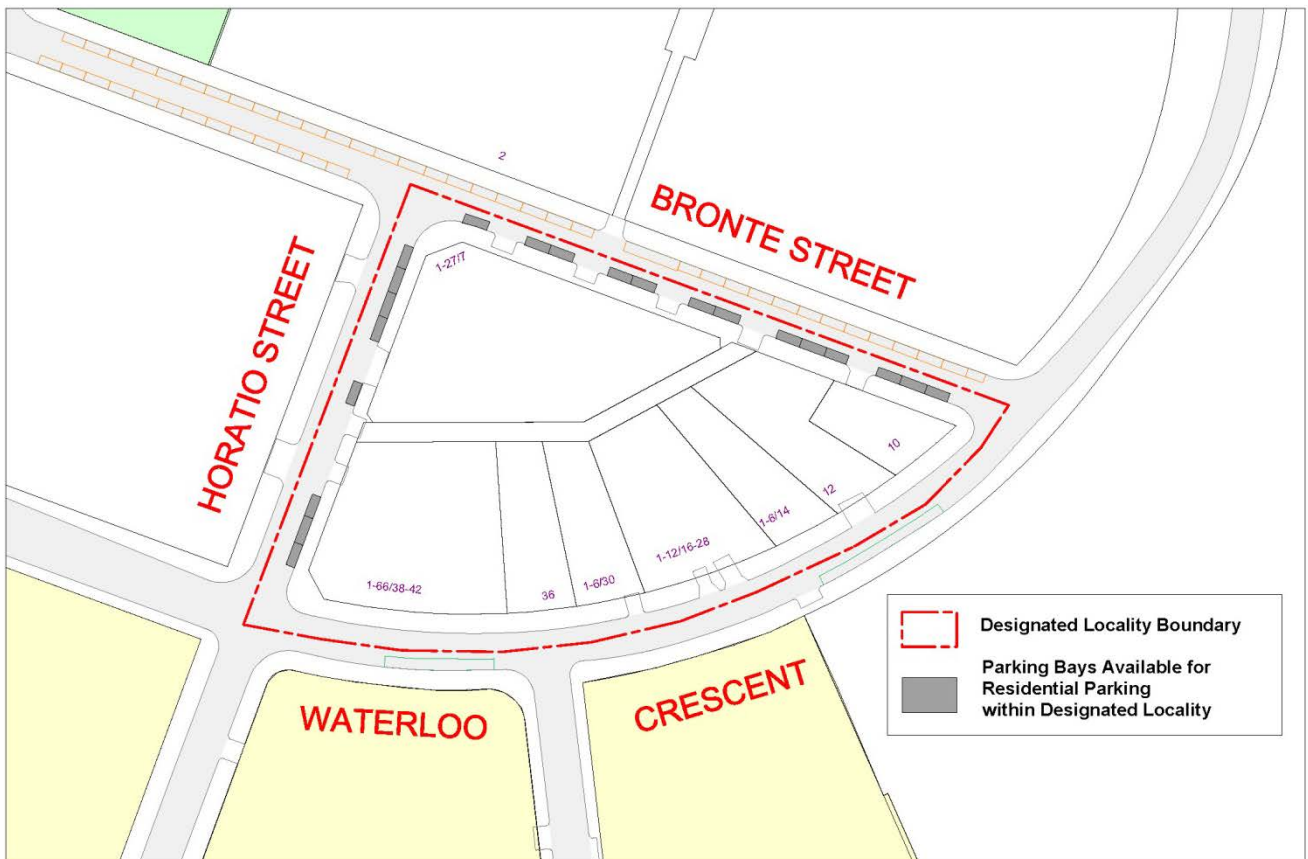 2
BRONTE STREET
1-27/7
HORATIO STREET
10
12
1-6/14
1-12/16-28
1-6/30
36
1-66/38-42
WATERLOO
CRESCENT
Designated Locality Boundary
Parking Bays Available for
Residential Parking
within Designated Locality